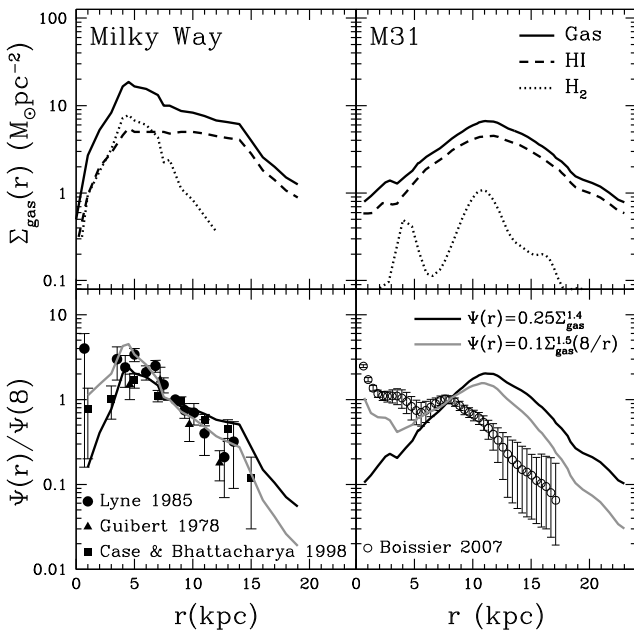 Milky Way
M31
Gas
HI
H₂
Σgas(r) (M⊙pc⁻²)
100
10
1
0.1
Ψ(r)=0.25Σgas^1.4
Ψ(r)=0.1Σgas^1.5(8/r)
Ψ(r)/Ψ(8)
10
1
0.1
0.01
Lyne 1985
Guibert 1978
Case & Bhattacharya 1998
Boissier 2007
0 5 10 15 20
0 5 10 15 20
r(kpc)
r (kpc)